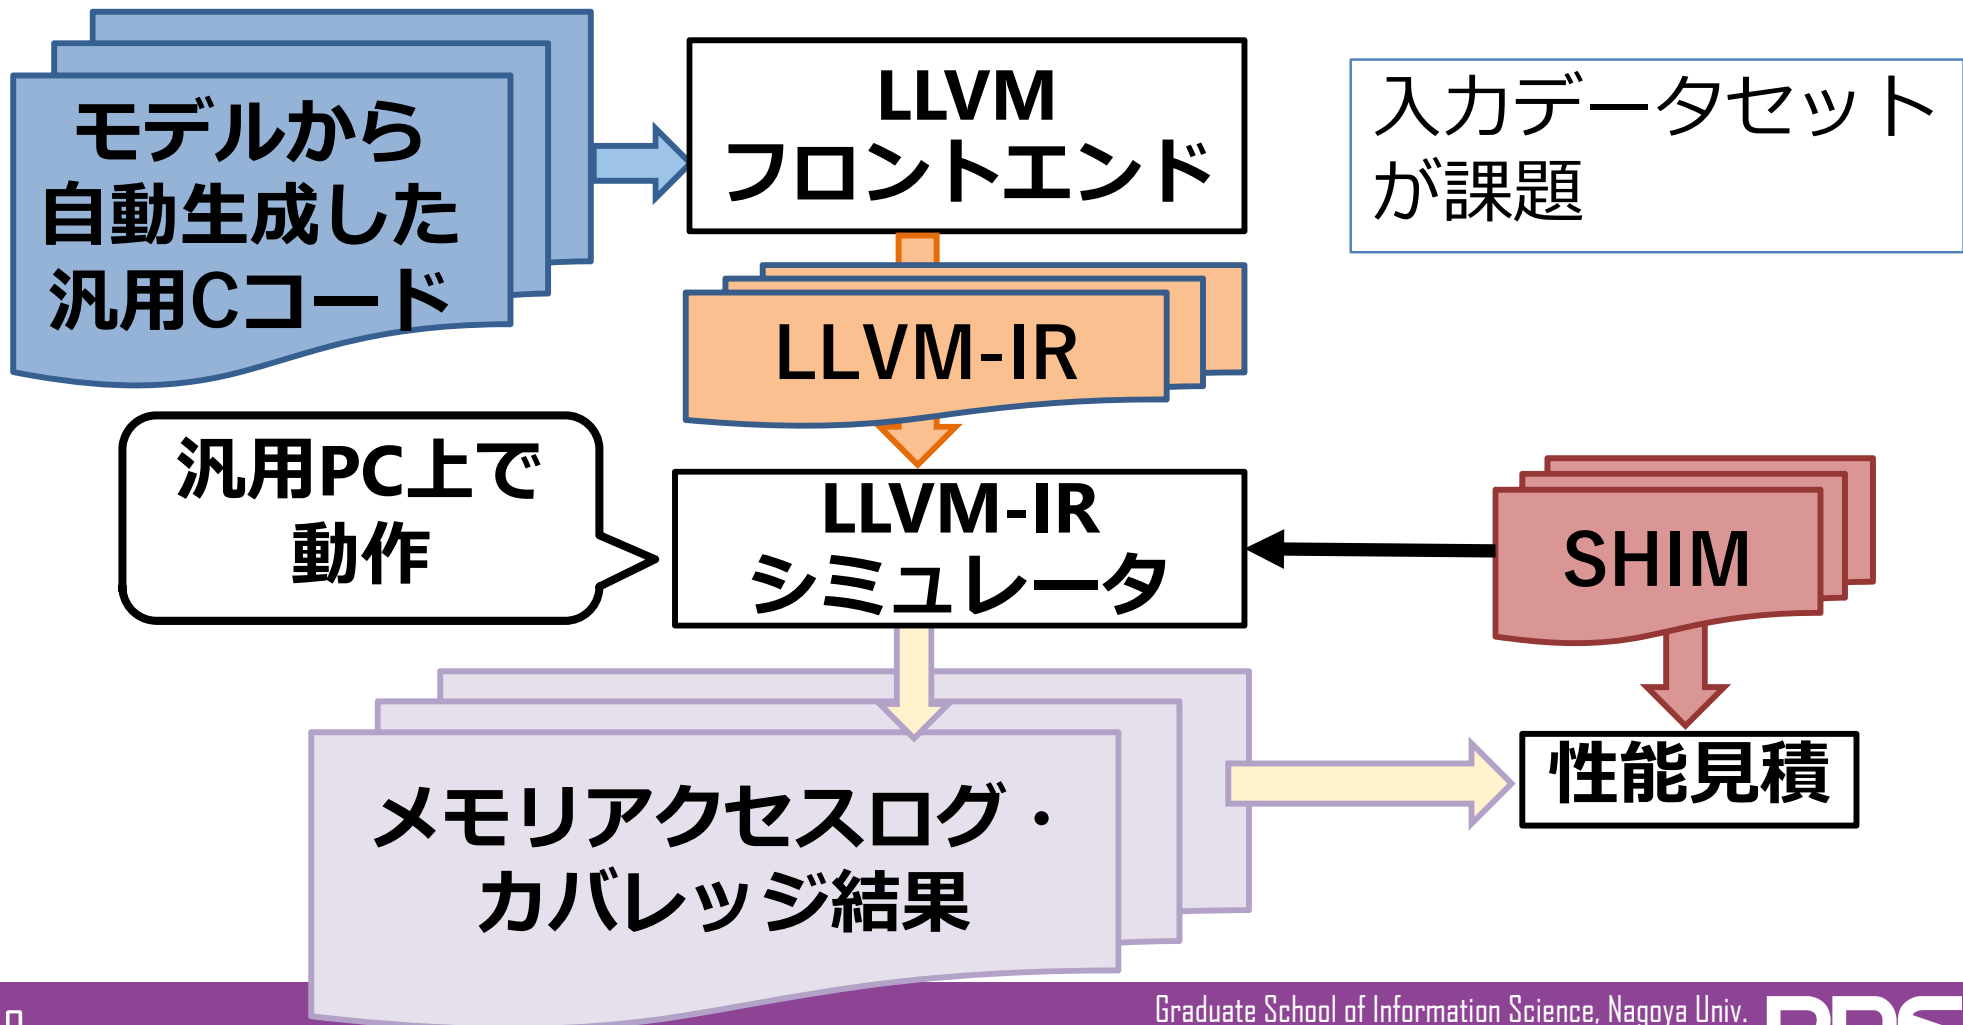 モデルから
自動生成した
汎用Cコード
LLVM
フロントエンド
入力データセット
が課題
LLVM-IR
汎用PC上で
動作
LLVM-IR
シミュレータ
SHIM
メモリアクセスログ・
カバレッジ結果
性能見積
Graduate School of Information Science, Nagoya Univ.